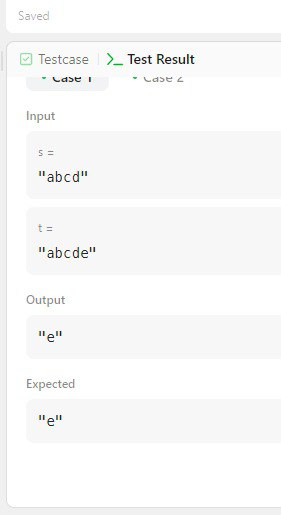 Saved
Testcase
Test Result
Case 1
Case 2
Input
s =
"abcd"
t =
"abcde"
Output
"e"
Expected
"e"